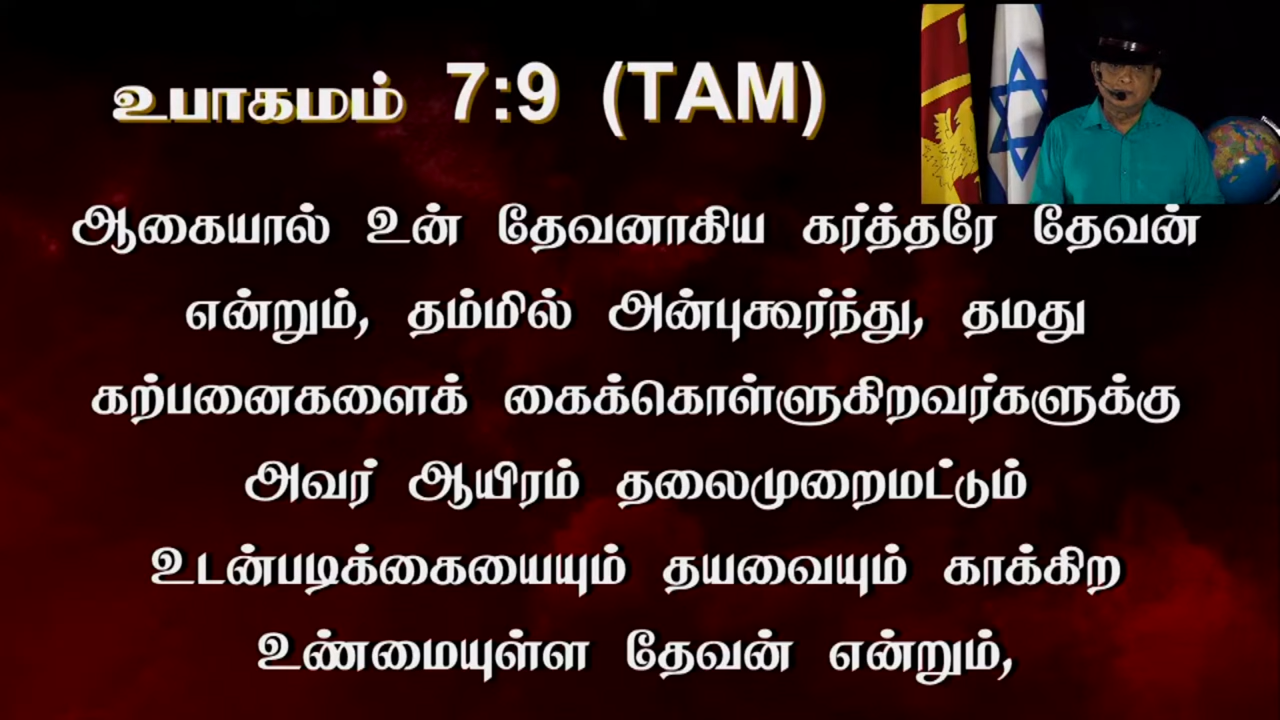 உபாகமம் 7:9 (TAM)
ஆகையால் உன் தேவனாகிய கர்த்தரே தேவன்
என்றும், தம்மில் அன்புகூர்ந்து, தமது
கற்பனைகளைக் கைக்கொள்ளுகிறவர்களுக்கு
அவர் ஆயிரம் தலைமுறைமட்டும்
உடன்படிக்கையையும் தயவையும் காக்கிற
உண்மையுள்ள தேவன் என்றும்,